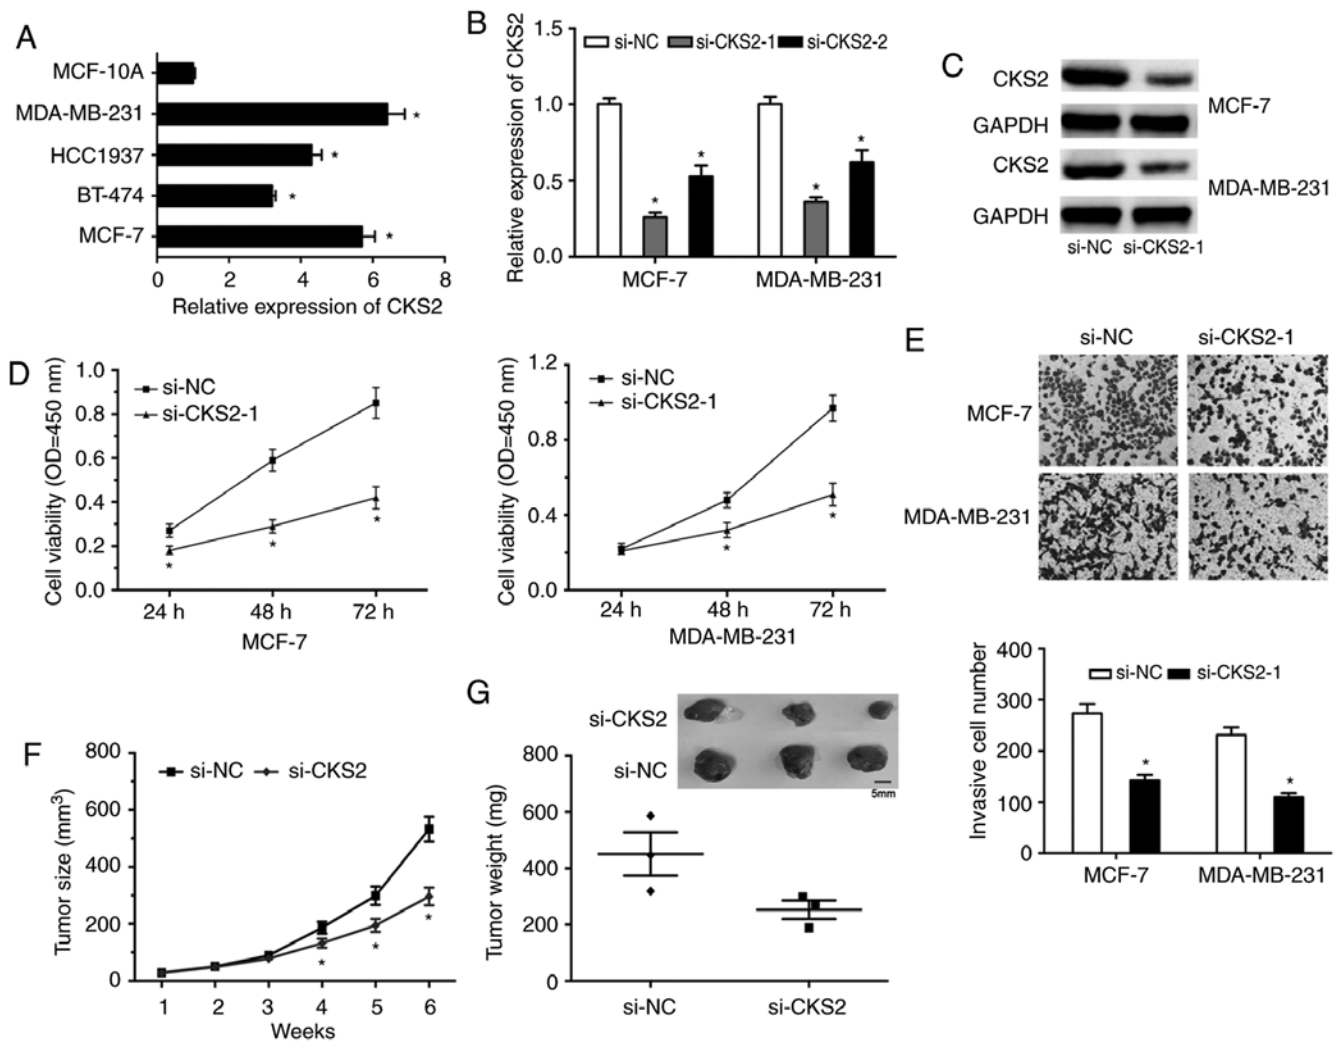 A
MCF-10A
MDA-MB-231
*
HCC1937
*
BT-474
*
MCF-7
*
0 2 4 6 8
Relative expression of CKS2
B
Relative expression of CKS2
1.5
1.0
0.5
0.0
si-NC si-CKS2-1 si-CKS2-2
* * * *
MCF-7 MDA-MB-231
C
CKS2
GAPDH
MCF-7
CKS2
GAPDH
MDA-MB-231
si-NC si-CKS2-1
D
Cell viability (OD=450 nm)
1.0
0.8
0.6
0.4
0.2
0.0
si-NC
si-CKS2-1
* * *
24 h 48 h 72 h
MCF-7
Cell viability (OD=450 nm)
1.2
0.8
0.4
0.0
si-NC
si-CKS2-1
* *
24 h 48 h 72 h
MDA-MB-231
E
si-NC si-CKS2-1
MCF-7
MDA-MB-231
Invasive cell number
400
300
200
100
0
si-NC si-CKS2-1
* *
MCF-7 MDA-MB-231
F
Tumor size (mm3)
800
600
400
200
0
si-NC si-CKS2
* * *
1 2 3 4 5 6
Weeks
G
si-CKS2
si-NC
5mm
Tumor weight (mg)
800
600
400
200
0
si-NC si-CKS2